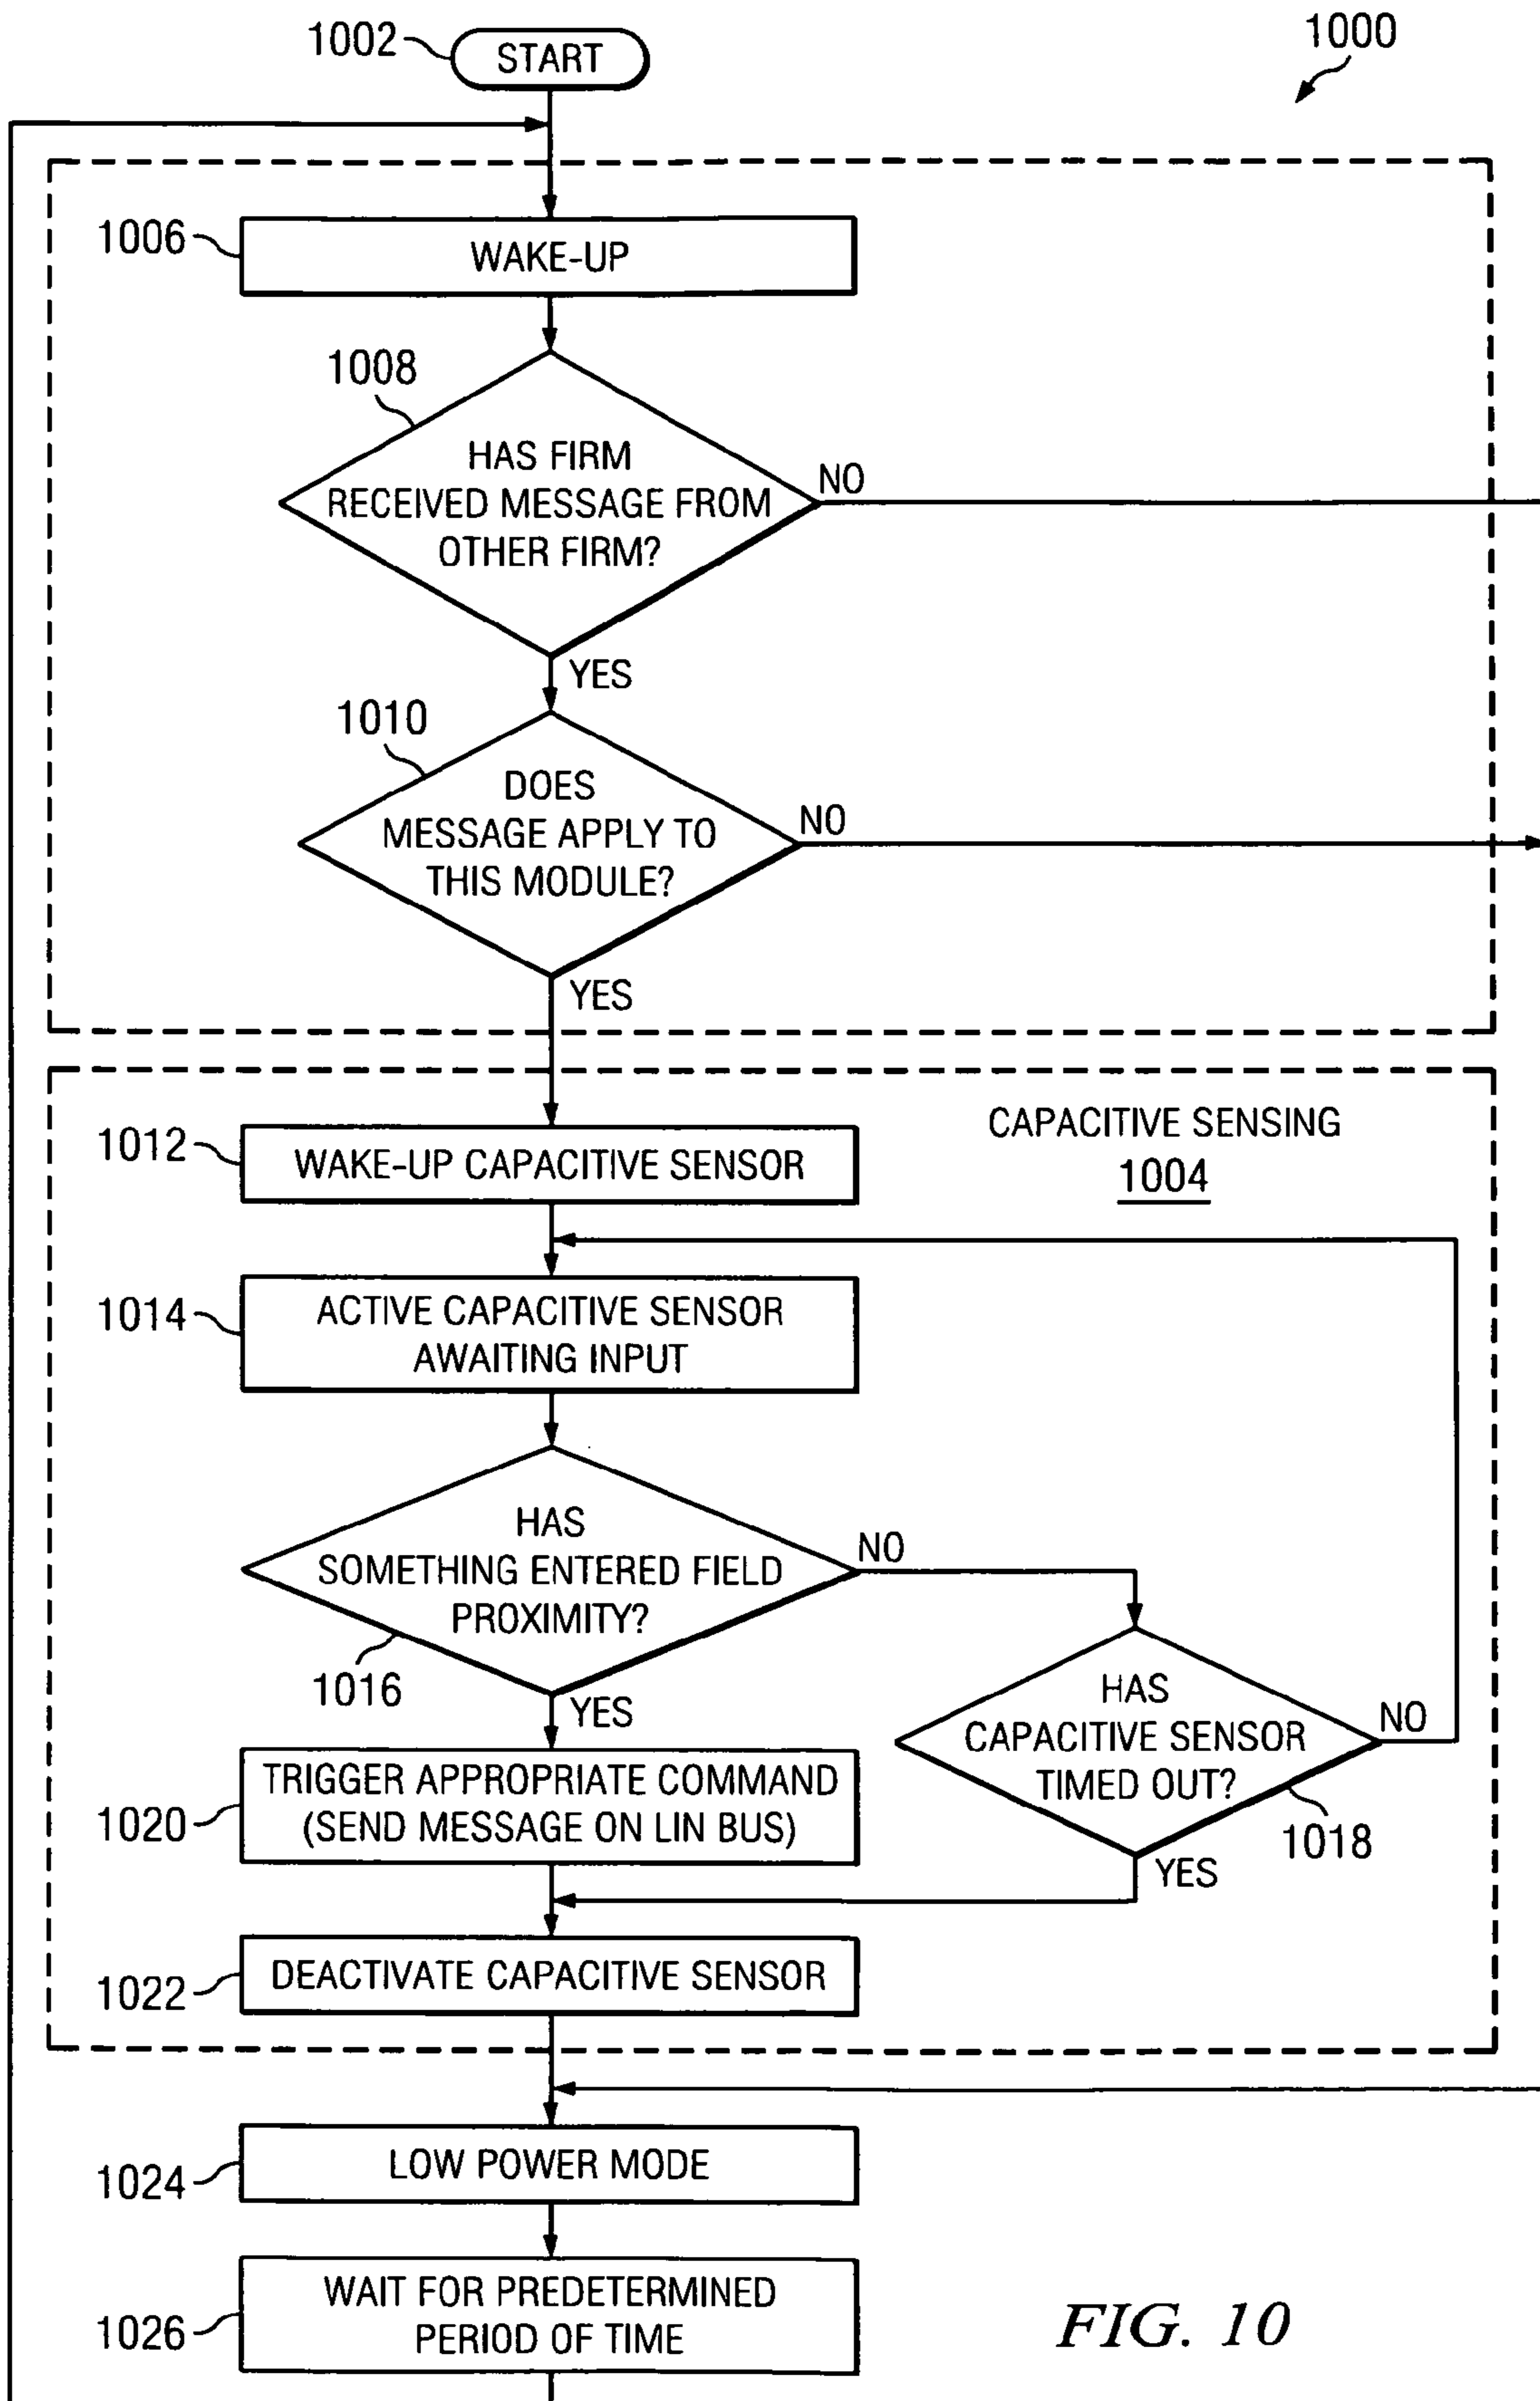 1002
START
1000
1006
WAKE-UP
1008
HAS FIRM
RECEIVED MESSAGE FROM
OTHER FIRM?
NO
YES
1010
DOES
MESSAGE APPLY TO
THIS MODULE?
NO
YES
CAPACITIVE SENSING
1004
1012
WAKE-UP CAPACITIVE SENSOR
1014
ACTIVE CAPACITIVE SENSOR
AWAITING INPUT
HAS
SOMETHING ENTERED FIELD
PROXIMITY?
NO
1016
YES
HAS
CAPACITIVE SENSOR
TIMED OUT?
NO
1018
YES
1020
TRIGGER APPROPRIATE COMMAND
(SEND MESSAGE ON LIN BUS)
1022
DEACTIVATE CAPACITIVE SENSOR
1024
LOW POWER MODE
1026
WAIT FOR PREDETERMINED
PERIOD OF TIME
FIG. 10